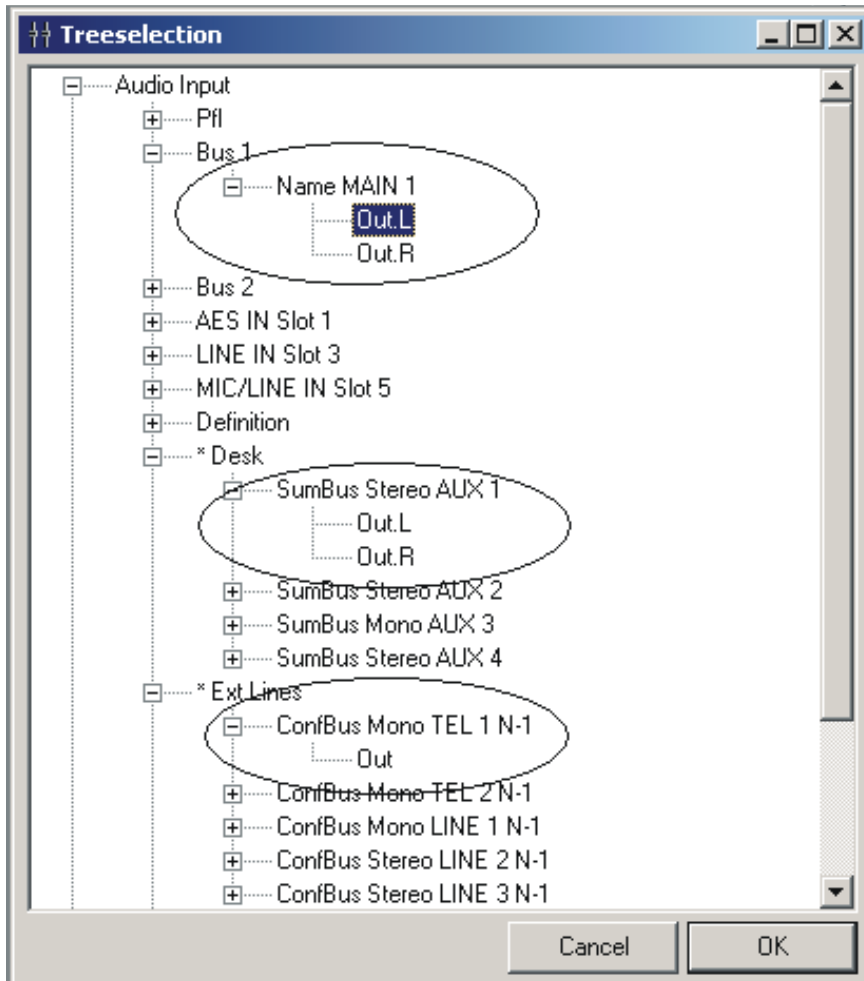 Treeselection
Audio Input
Pfl
Bus 1
Name MAIN 1
Out.L
Out.R
Bus 2
AES IN Slot 1
LINE IN Slot 3
MIC/LINE IN Slot 5
Definition
* Desk
SumBus Stereo AUX 1
Out.L
Out.R
SumBus Stereo AUX 2
SumBus Mono AUX 3
SumBus Stereo AUX 4
* Ext Lines
ConfBus Mono TEL 1 N-1
Out
ConfBus Mono TEL 2 N-1
ConfBus Mono LINE 1 N-1
ConfBus Stereo LINE 2 N-1
ConfBus Stereo LINE 3 N-1
Cancel OK